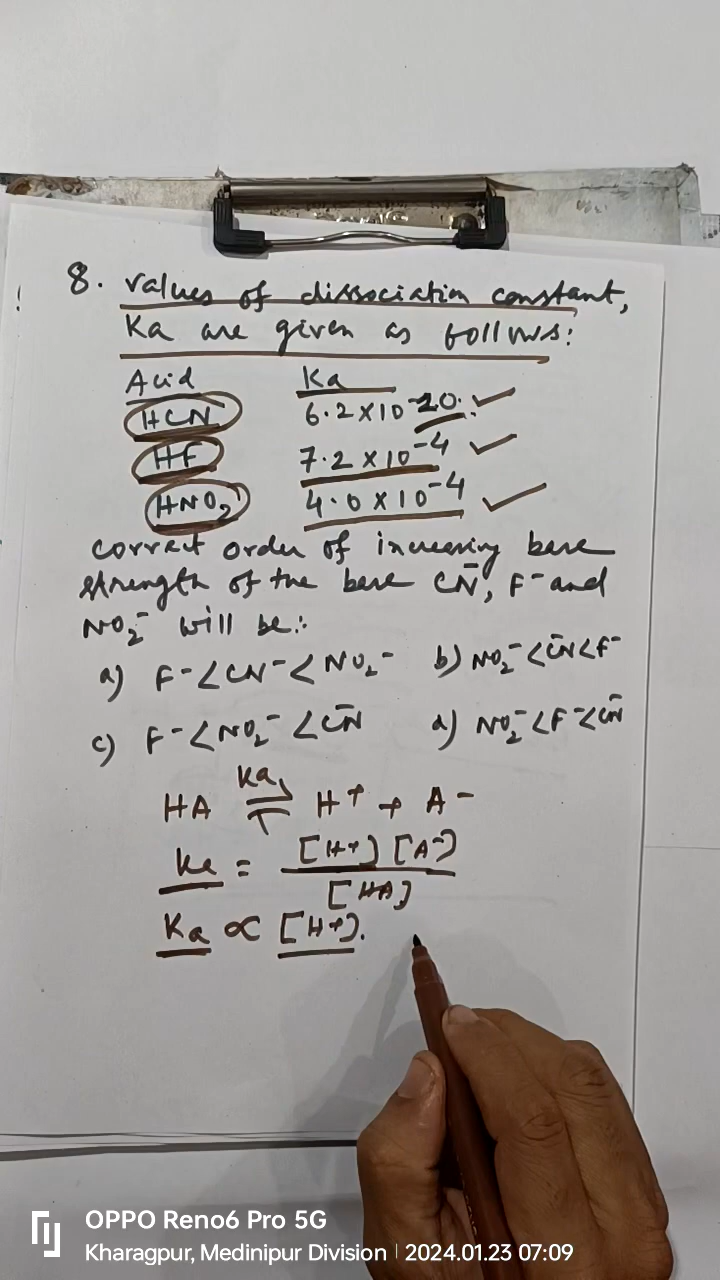 8. values of dissociation constant,
Ka are given as follows:
Acid Ka
HCN 6.2 × 10⁻²⁰.
HF 7.2 × 10⁻⁴
HNO₂ 4.0 × 10⁻⁴
correct order of increasing base
strength of the base CN⁻, F⁻ and
NO₂⁻ will be:
a) F⁻ < CN⁻ < NO₂⁻ b) NO₂⁻ < CN⁻ < F⁻
c) F⁻ < NO₂⁻ < CN⁻ d) NO₂⁻ < F⁻ < CN⁻
Ka
HA ⇌ H⁺ + A⁻
Ka = [H⁺] [A⁻] / [HA]
Ka ∝ [H⁺].
OPPO Reno6 Pro 5G
Kharagpur, Medinipur Division | 2024.01.23 07:09